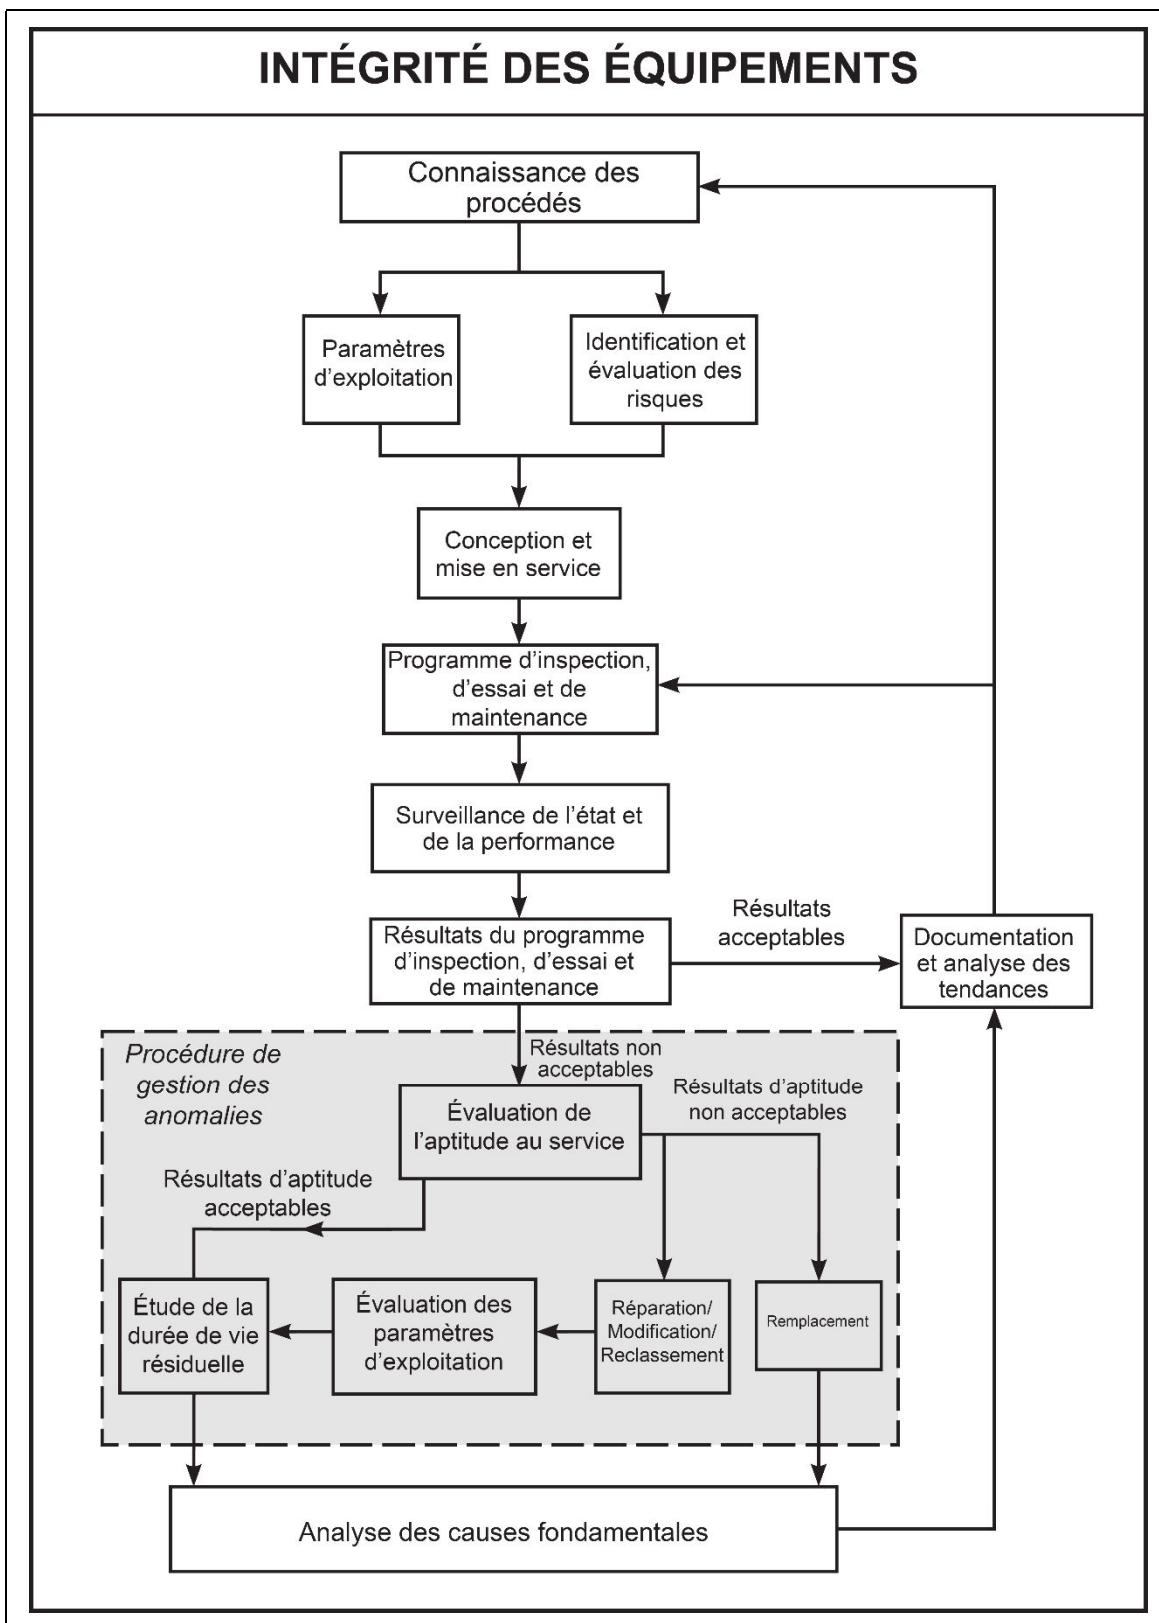 INTÉGRITÉ DES ÉQUIPEMENTS
Connaissance des
procédés
Paramètres
d’exploitation
Identification et
évaluation des
risques
Conception et
mise en service
Programme d’inspection,
d’essai et de
maintenance
Surveillance de l’état et
de la performance
Résultats du programme
d’inspection, d’essai et
de maintenance
Résultats
acceptables
Documentation
et analyse des
tendances
Procédure de
gestion des
anomalies
Résultats non
acceptables
Évaluation de
l’aptitude au service
Résultats d’aptitude
non acceptables
Résultats d’aptitude
acceptables
Étude de la
durée de vie
résiduelle
Évaluation des
paramètres
d’exploitation
Réparation/
Modification/
Reclassement
Remplacement
Analyse des causes fondamentales